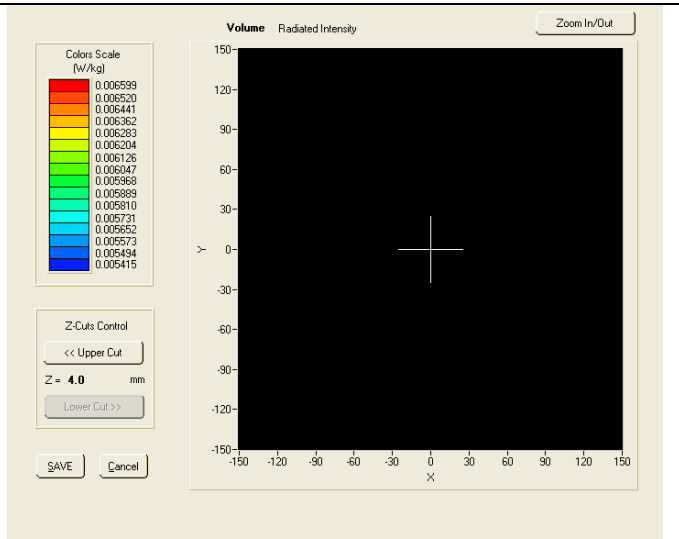 Volume Radiated Intensity
Zoom In/Out
Colors Scale
(W/kg)
0.006599
0.006520
0.006441
0.006362
0.006283
0.006204
0.006126
0.006047
0.005968
0.005889
0.005810
0.005731
0.005652
0.005573
0.005494
0.005415
Z-Cuts Control
<< Upper Cut
Z = 4.0 mm
Lower Cut >>
SAVE Cancel
150
120
90
60
30
0
-30
-60
-90
-120
-150
Y
-150 -120 -90 -60 -30 0 30 60 90 120 150
X